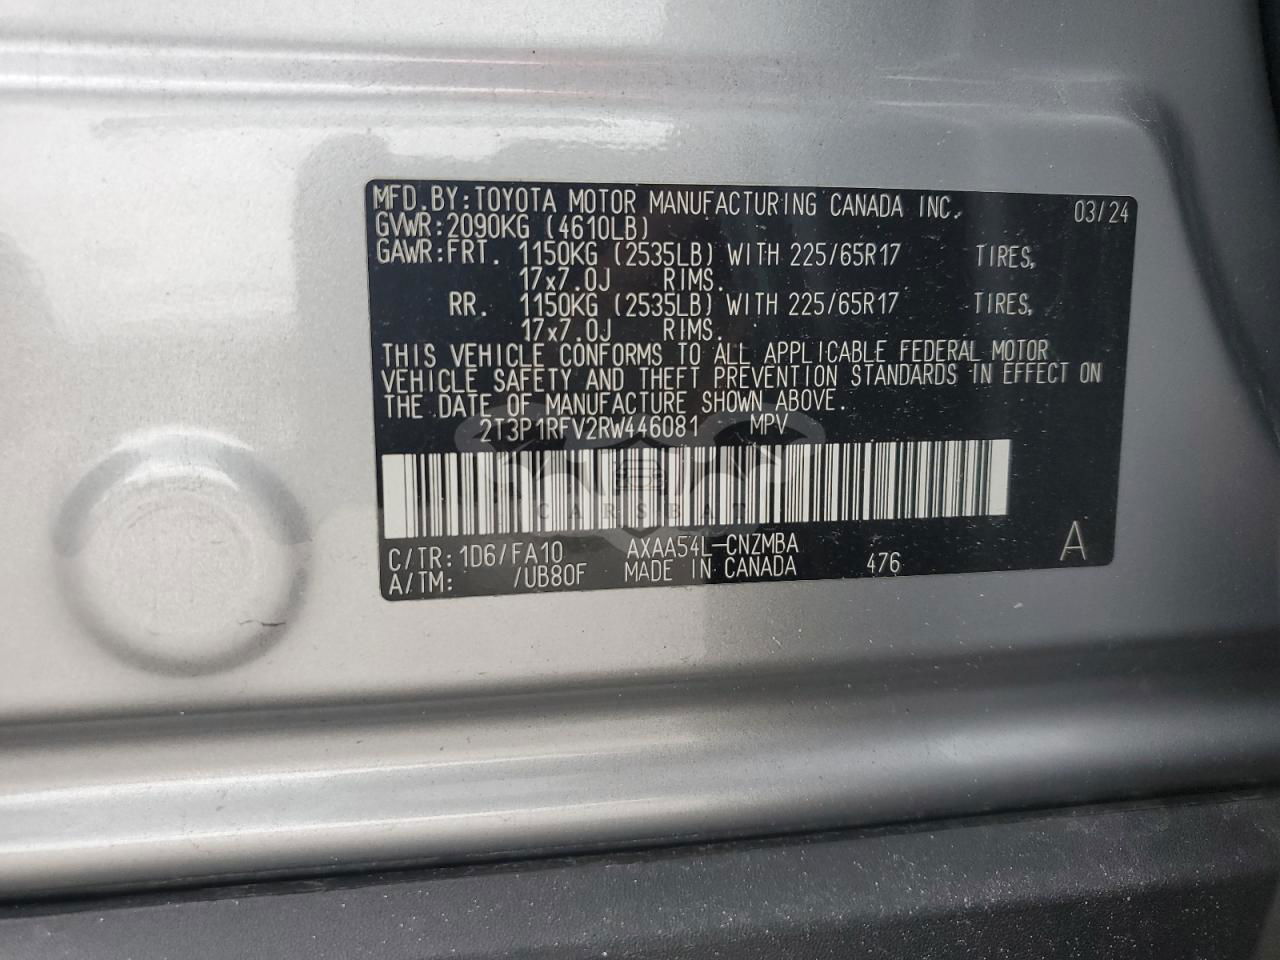 MFD.BY:TOYOTA MOTOR MANUFACTURING CANADA INC. 03/24
GVWR:2090KG (4610LB)
GAWR:FRT. 1150KG (2535LB) WITH 225/65R17 TIRES,
17x7.0J RIMS.
RR. 1150KG (2535LB) WITH 225/65R17 TIRES,
17x7.0J RIMS.
THIS VEHICLE CONFORMS TO ALL APPLICABLE FEDERAL MOTOR
VEHICLE SAFETY AND THEFT PREVENTION STANDARDS IN EFFECT ON
THE DATE OF MANUFACTURE SHOWN ABOVE.
2T3P1RFV2RW446081 MPV
CARSBAD
C/TR:1D6/FA10 AXAA54L-CNZMBA A
A/TM: /UB80F MADE IN CANADA 476